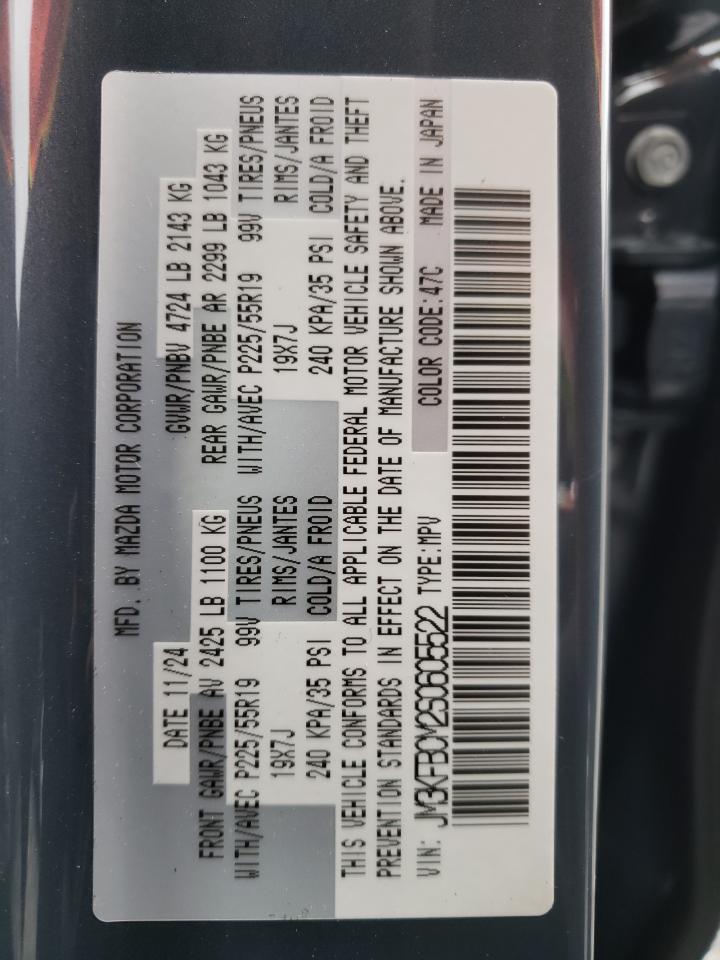 MFD. BY MAZDA MOTOR CORPORATION
DATE 11/24 GVWR/PNBV 4724 LB 2143 KG
FRONT GAWR/PNBE AV 2425 LB 1100 KG REAR GAWR/PNBE AR 2299 LB 1043 KG
WITH/AVEC P225/55R19 99V TIRES/PNEUS WITH/AVEC P225/55R19 99V TIRES/PNEUS
19X7J RIMS/JANTES 19X7J RIMS/JANTES
240 KPA/35 PSI COLD/A FROID 240 KPA/35 PSI COLD/A FROID
THIS VEHICLE CONFORMS TO ALL APPLICABLE FEDERAL MOTOR VEHICLE SAFETY AND THEFT
PREVENTION STANDARDS IN EFFECT ON THE DATE OF MANUFACTURE SHOWN ABOVE.
VIN: JM3KFBCM2S0605522 TYPE:MPV COLOR CODE:47C MADE IN JAPAN